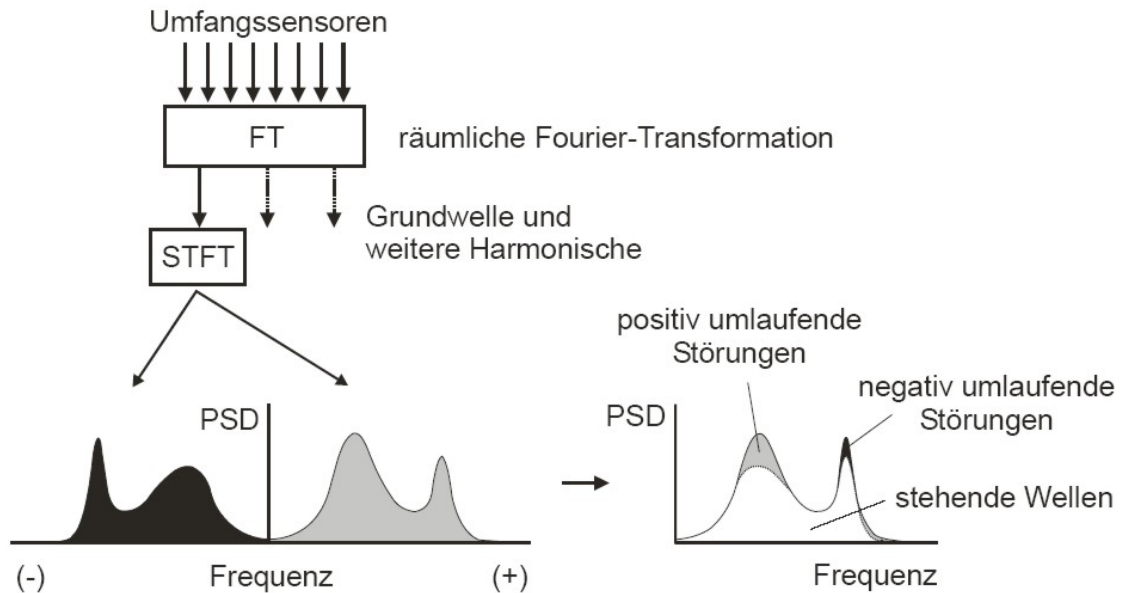 Umfangssensoren
FT
räumliche Fourier-Transformation
Grundwelle und
weitere Harmonische
STFT
positiv umlaufende
Störungen
negativ umlaufende
Störungen
PSD
PSD
stehende Wellen
(-)
Frequenz
(+)
Frequenz